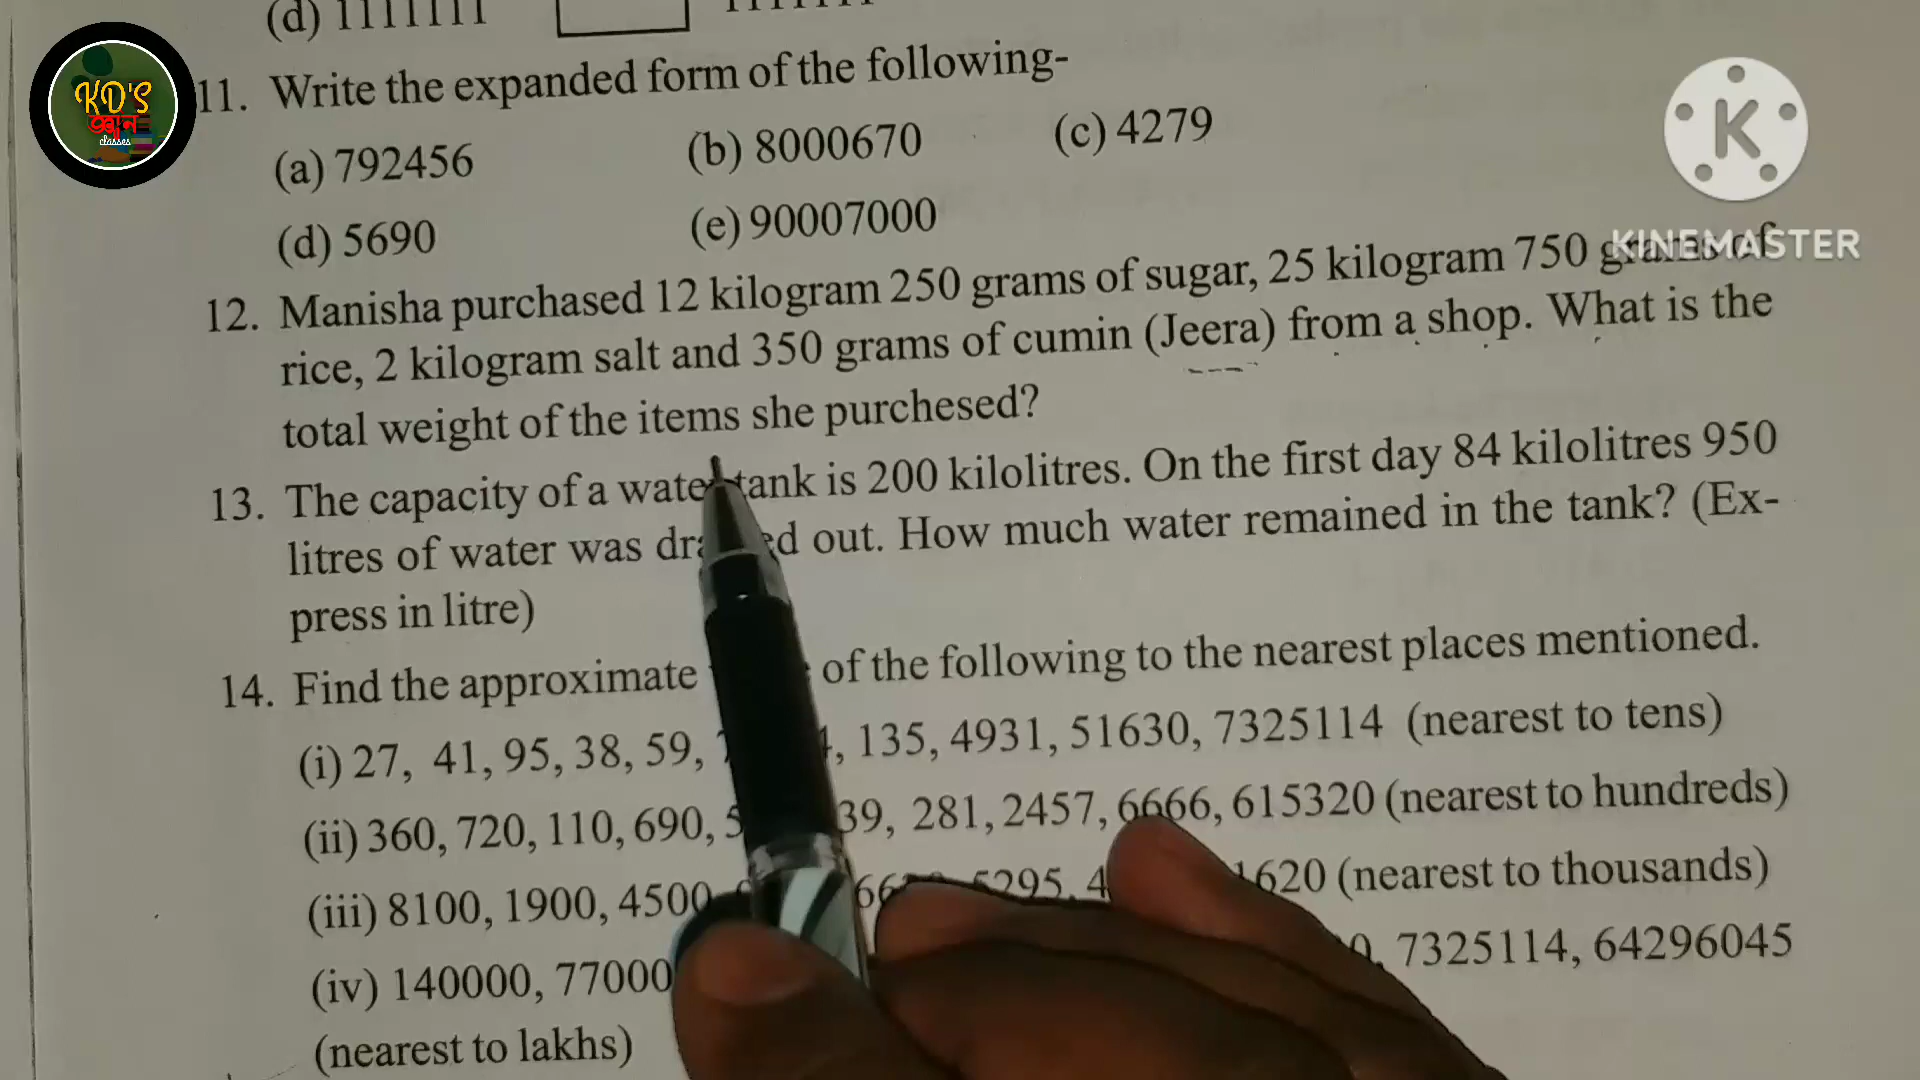 (d) 1111111
KD'S
জ্ঞান
classes
11. Write the expanded form of the following-
(a) 792456 (b) 8000670 (c) 4279
(d) 5690 (e) 90007000
K
KINEMASTER
12. Manisha purchased 12 kilogram 250 grams of sugar, 25 kilogram 750 grams of
rice, 2 kilogram salt and 350 grams of cumin (Jeera) from a shop. What is the
total weight of the items she purchesed?
13. The capacity of a water tank is 200 kilolitres. On the first day 84 kilolitres 950
litres of water was out. How much water remained in the tank? (Ex-
press in litre)
14. Find the approximate of the following to the nearest places mentioned.
(i) 27, 41, 95, 38, 59, 135, 4931, 51630, 7325114 (nearest to tens)
(ii) 360, 720, 110, 690, 281, 2457, 6666, 615320 (nearest to hundreds)
(iii) 8100, 1900, 4500 (nearest to thousands)
(iv) 140000, 7325114, 64296045
(nearest to lakhs)